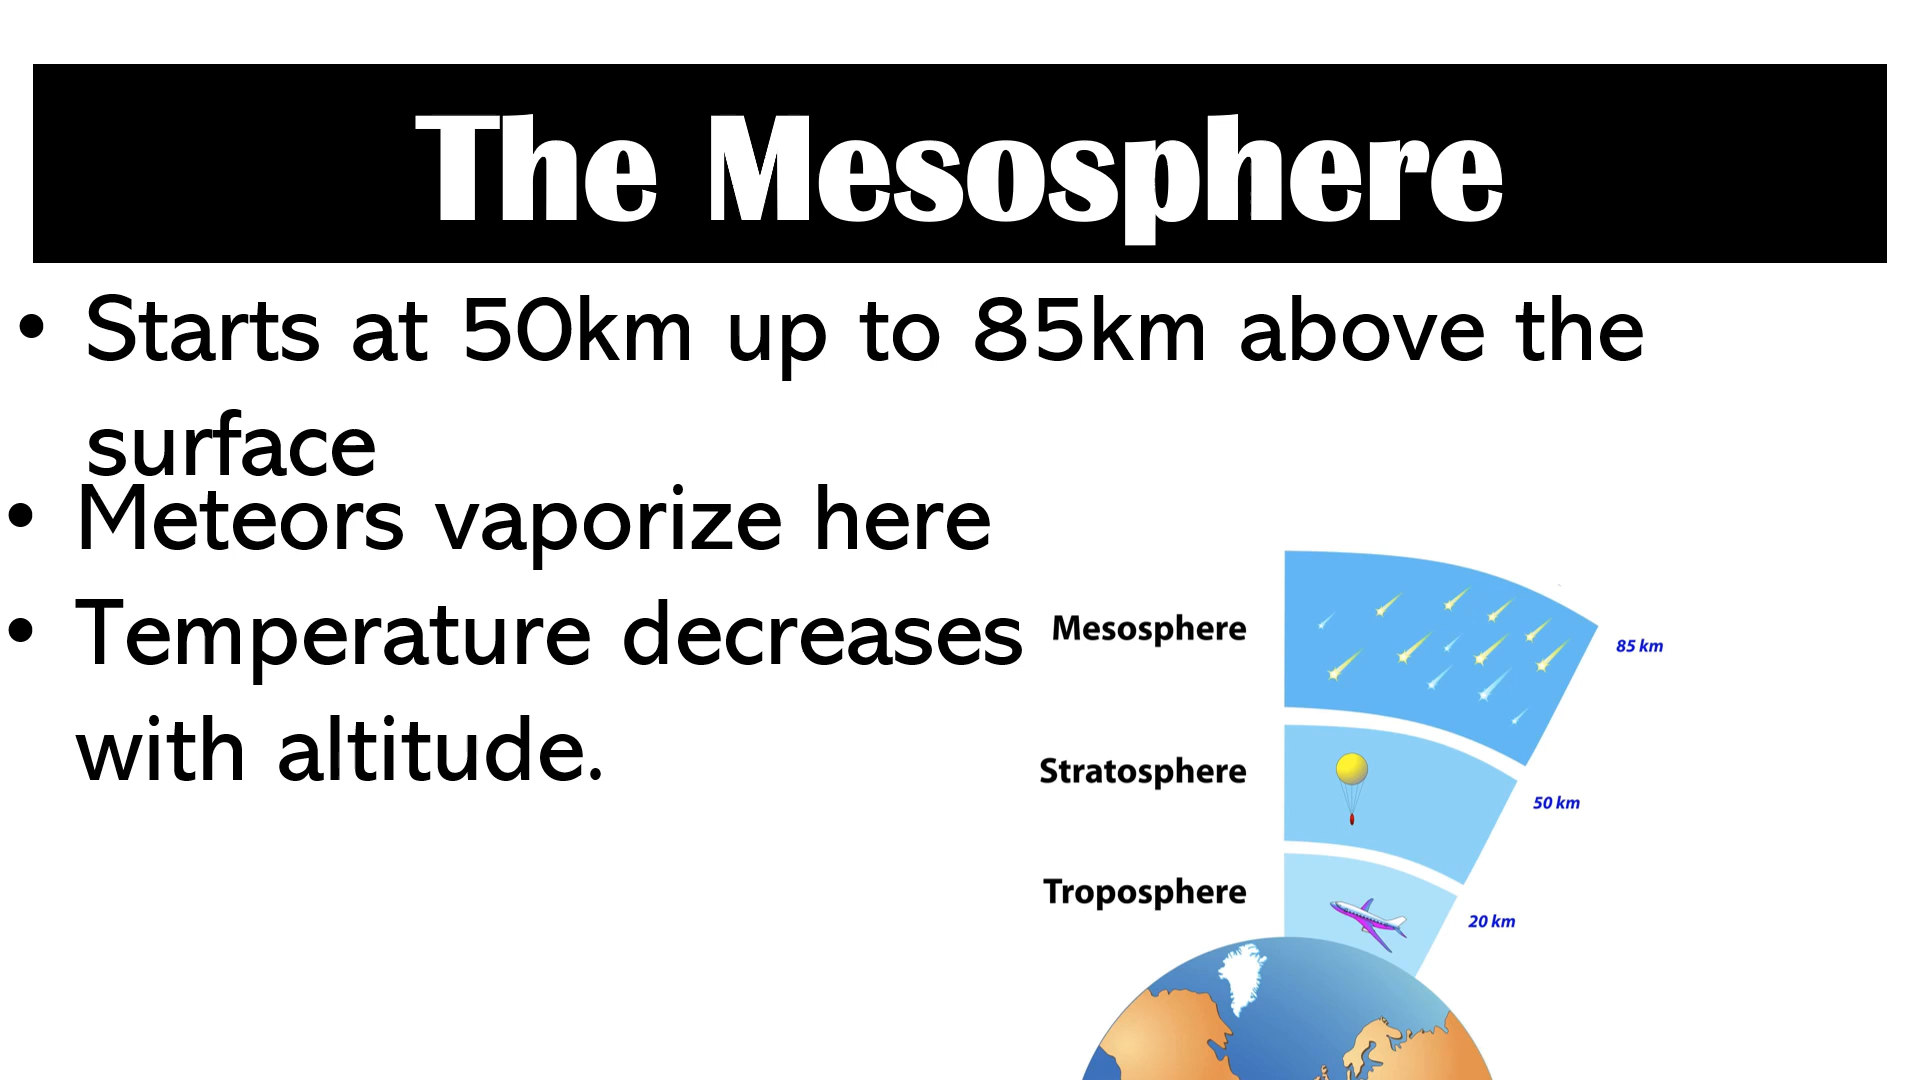 The Mesosphere
• Starts at 50km up to 85km above the
surface
• Meteors vaporize here
• Temperature decreases
with altitude.
Mesosphere
85 km
Stratosphere
50 km
Troposphere
20 km